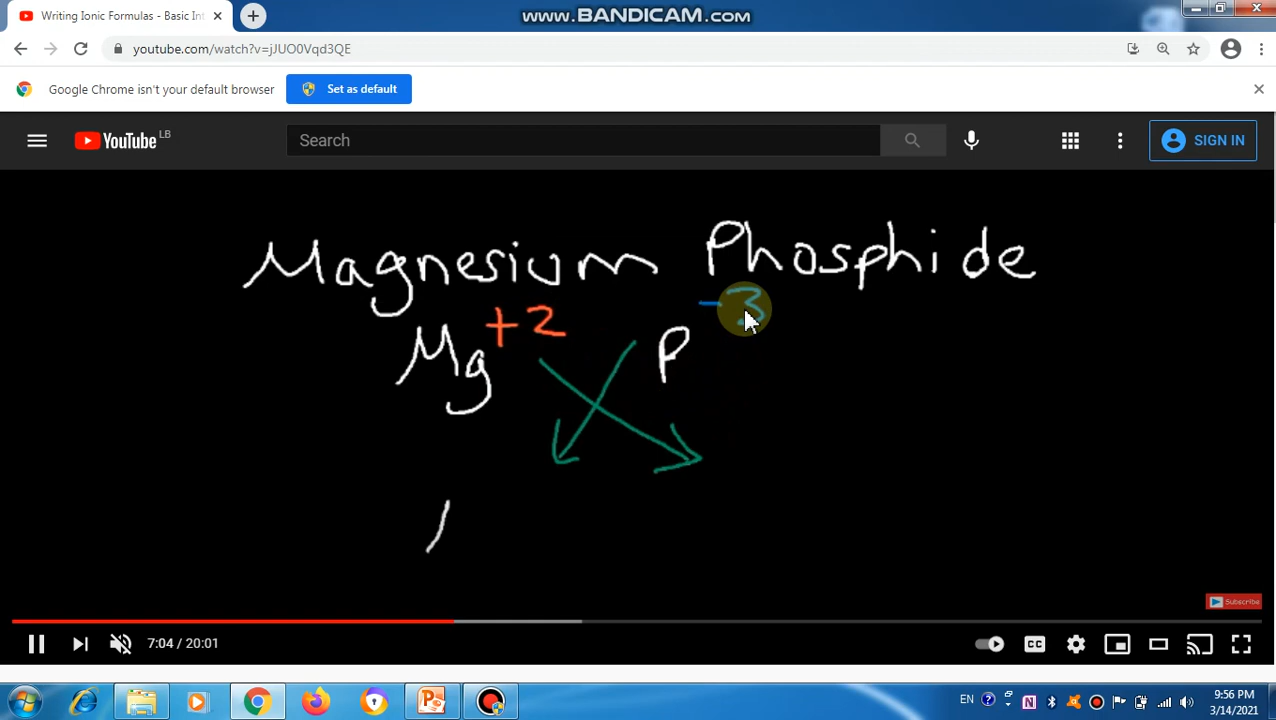 www.BANDICAM.com
Writing Ionic Formulas - Basic Int
youtube.com/watch?v=jJUO0Vqd3QE
Google Chrome isn't your default browser
Set as default
YouTube LB
Search
SIGN IN
Magnesium Phosphide
Mg +2 P -3
Subscribe
7:04 / 20:01
CC
EN
9:56 PM
3/14/2021